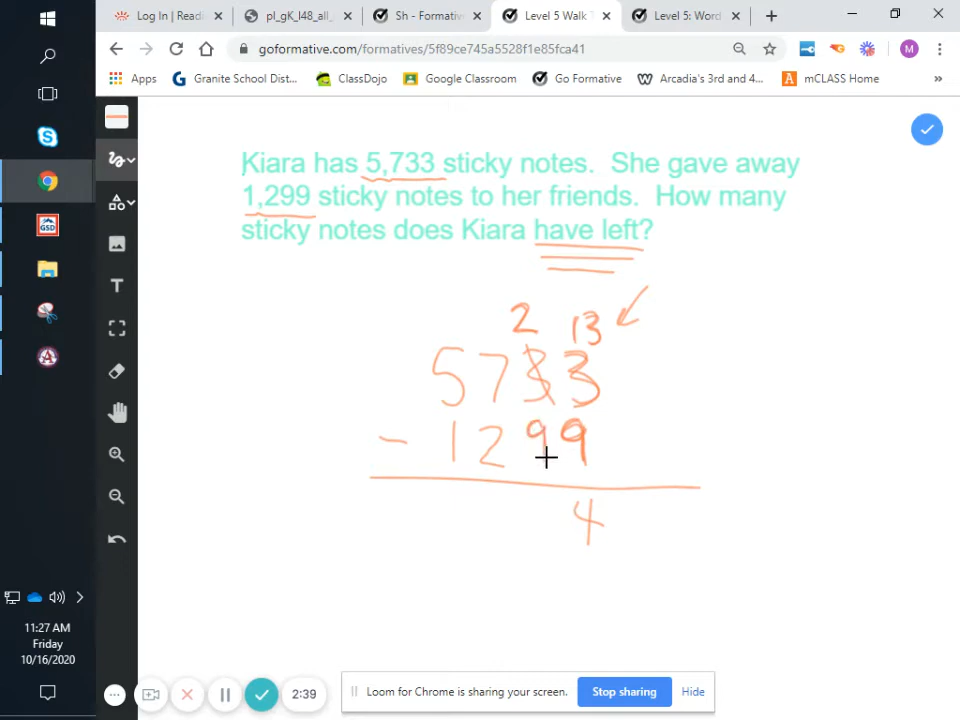 Log In | Readi
pl_gK_l48_all_
Sh - Formative
Level 5 Walk T
Level 5: Word
goformative.com/formatives/5f89ce745a5528f1e85fca41
Apps
Granite School Dist...
ClassDojo
Google Classroom
Go Formative
Arcadia's 3rd and 4...
mCLASS Home
»
M
GSD
Kiara has 5,733 sticky notes. She gave away
1,299 sticky notes to her friends. How many
sticky notes does Kiara have left?
2 13
5733
- 1299
4
T
11:27 AM
Friday
10/16/2020
2:39
Loom for Chrome is sharing your screen.
Stop sharing
Hide